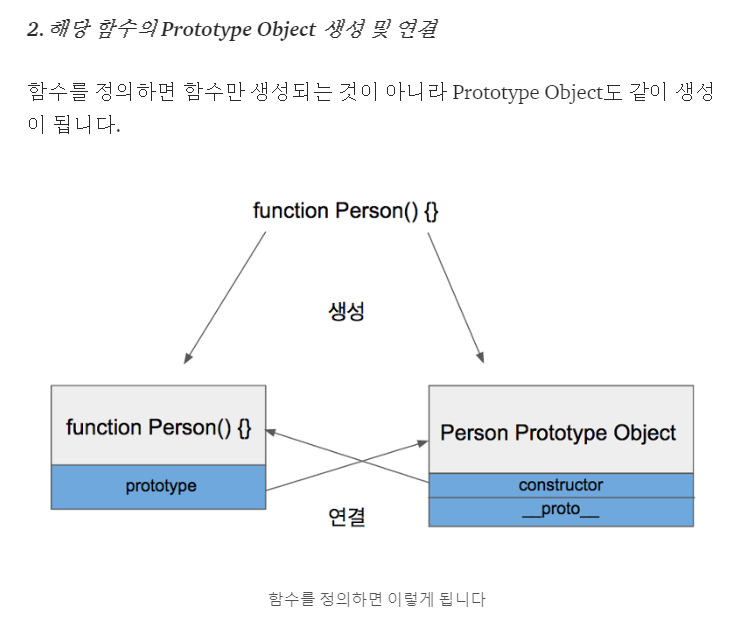 2. 해당 함수의 Prototype Object 생성 및 연결
함수를 정의하면 함수만 생성되는 것이 아니라 Prototype Object도 같이 생성
이 됩니다.
function Person() {}
생성
function Person() {}
Person Prototype Object
prototype
constructor
__proto__
연결
함수를 정의하면 이렇게 됩니다